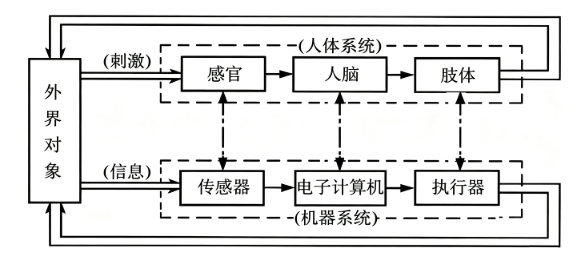 (人体系统)
(刺激)
感官
人脑
肢体
外界对象
(信息)
传感器
电子计算机
执行器
(机器系统)